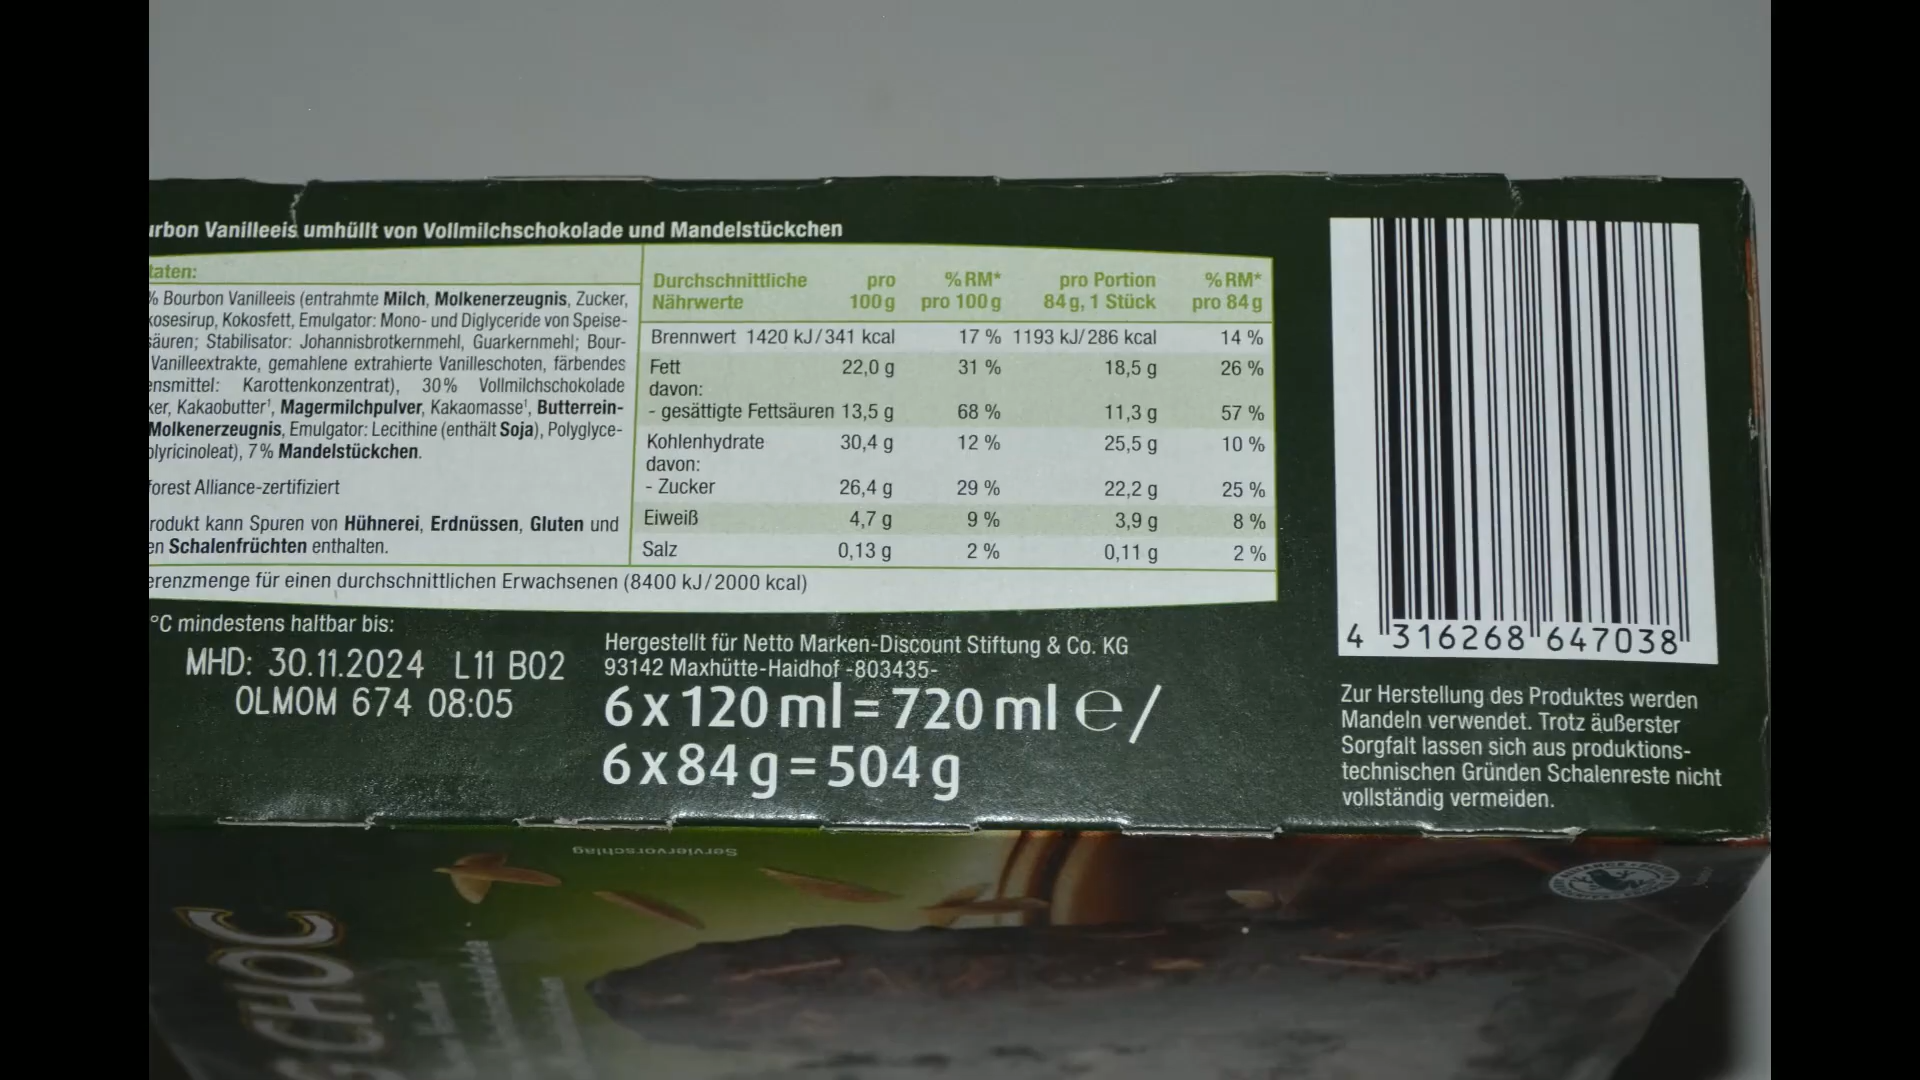 urbon Vanilleeis umhüllt von Vollmilchschokolade und Mandelstückchen
taten:
% Bourbon Vanilleeis (entrahmte Milch, Molkenerzeugnis, Zucker,
kosesirup, Kokosfett, Emulgator: Mono- und Diglyceride von Speise-
säuren; Stabilisator: Johannisbrotkernmehl, Guarkernmehl; Bour-
Vanilleextrakte, gemahlene extrahierte Vanilleschoten, färbendes
ensmittel: Karottenkonzentrat), 30% Vollmilchschokolade
ker, Kakaobutter¹, Magermilchpulver, Kakaomasse¹, Butterrein-
Molkenerzeugnis, Emulgator: Lecithine (enthält Soja), Polyglyce-
olyricinoleat), 7% Mandelstückchen.
forest Alliance-zertifiziert
rodukt kann Spuren von Hühnerei, Erdnüssen, Gluten und
en Schalenfrüchten enthalten.
Durchschnittliche pro % RM* pro Portion % RM*
Nährwerte 100 g pro 100 g 84 g, 1 Stück pro 84 g
Brennwert 1420 kJ/341 kcal 17 % 1193 kJ/286 kcal 14 %
Fett 22,0 g 31 % 18,5 g 26 %
davon:
- gesättigte Fettsäuren 13,5 g 68 % 11,3 g 57 %
Kohlenhydrate 30,4 g 12 % 25,5 g 10 %
davon:
- Zucker 26,4 g 29 % 22,2 g 25 %
Eiweiß 4,7 g 9 % 3,9 g 8 %
Salz 0,13 g 2 % 0,11 g 2 %
erenzmenge für einen durchschnittlichen Erwachsenen (8400 kJ/2000 kcal)
°C mindestens haltbar bis:
MHD: 30.11.2024 L11 B02
OLMOM 674 08:05
Hergestellt für Netto Marken-Discount Stiftung & Co. KG
93142 Maxhütte-Haidhof -803435-
6 x 120 ml = 720 ml e /
6 x 84 g = 504 g
4 316268 647038
Zur Herstellung des Produktes werden
Mandeln verwendet. Trotz äußerster
Sorgfalt lassen sich aus produktions-
technischen Gründen Schalenreste nicht
vollständig vermeiden.
Serviervorschlag
CHOC